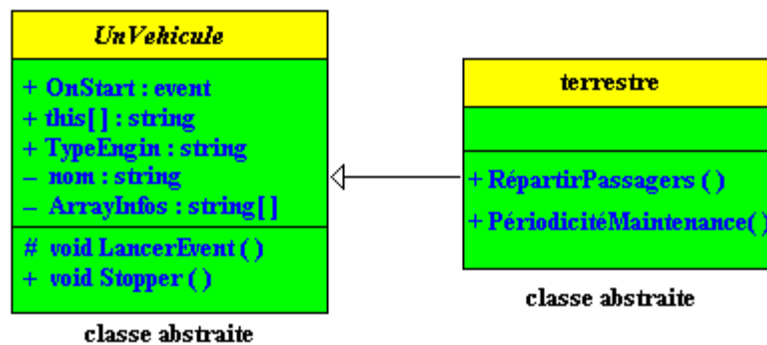 UnVehicule
+ OnStart : event
+ this[ ] : string
+ TypeEngin : string
– nom : string
– ArrayInfos : string[ ]
# void LancerEvent ( )
+ void Stopper ( )
classe abstraite
terrestre
+ RépartirPassagers ( )
+ PériodicitéMaintenance( )
classe abstraite